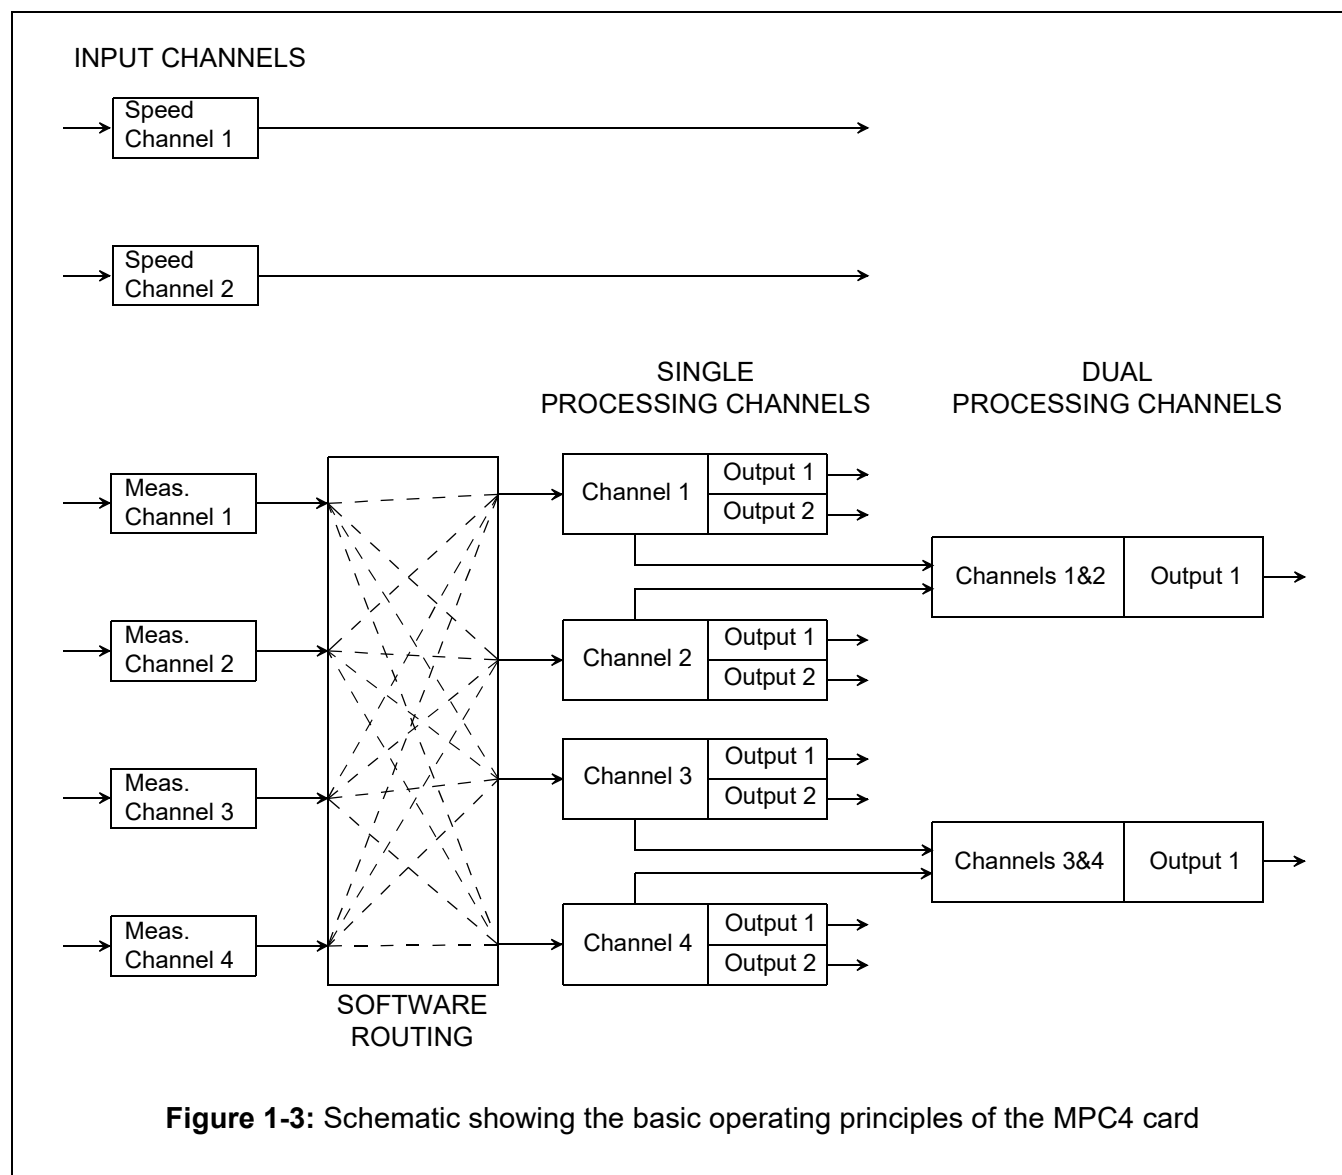 INPUT CHANNELS
Speed
Channel 1
Speed
Channel 2
SINGLE
PROCESSING CHANNELS
DUAL
PROCESSING CHANNELS
Meas.
Channel 1
Channel 1
Output 1
Output 2
Channels 1&2
Output 1
Meas.
Channel 2
Channel 2
Output 1
Output 2
Meas.
Channel 3
Channel 3
Output 1
Output 2
Channels 3&4
Output 1
Meas.
Channel 4
Channel 4
Output 1
Output 2
SOFTWARE
ROUTING
Figure 1-3: Schematic showing the basic operating principles of the MPC4 card